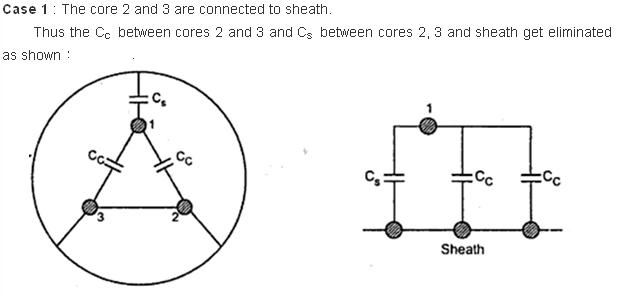 Case 1 : The core 2 and 3 are connected to sheath.
Thus the Cc between cores 2 and 3 and Cs between cores 2, 3 and sheath get eliminated
as shown :
Cs
1
Cc
Cc
3
2
1
Cs
Cc
Cc
Sheath